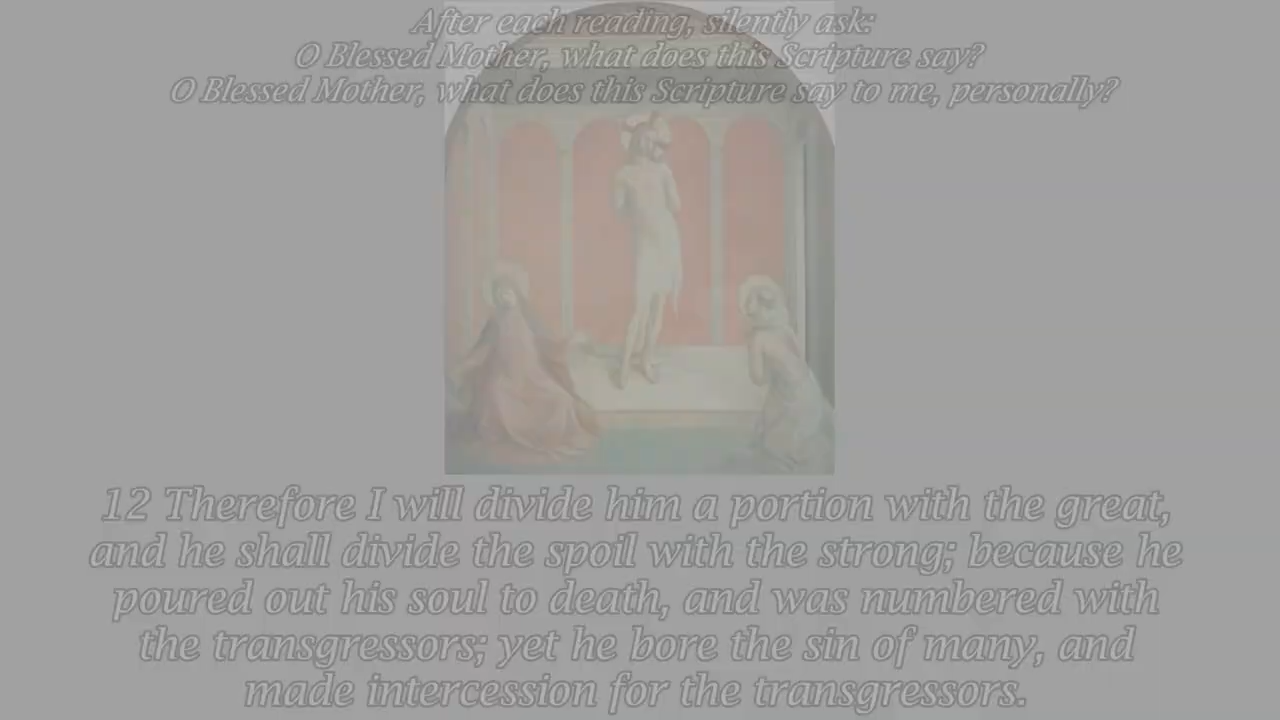 After each reading, silently ask:
O Blessed Mother, what does this Scripture say?
O Blessed Mother, what does this Scripture say to me, personally?
12 Therefore I will divide him a portion with the great,
and he shall divide the spoil with the strong; because he
poured out his soul to death, and was numbered with
the transgressors; yet he bore the sin of many, and
made intercession for the transgressors.